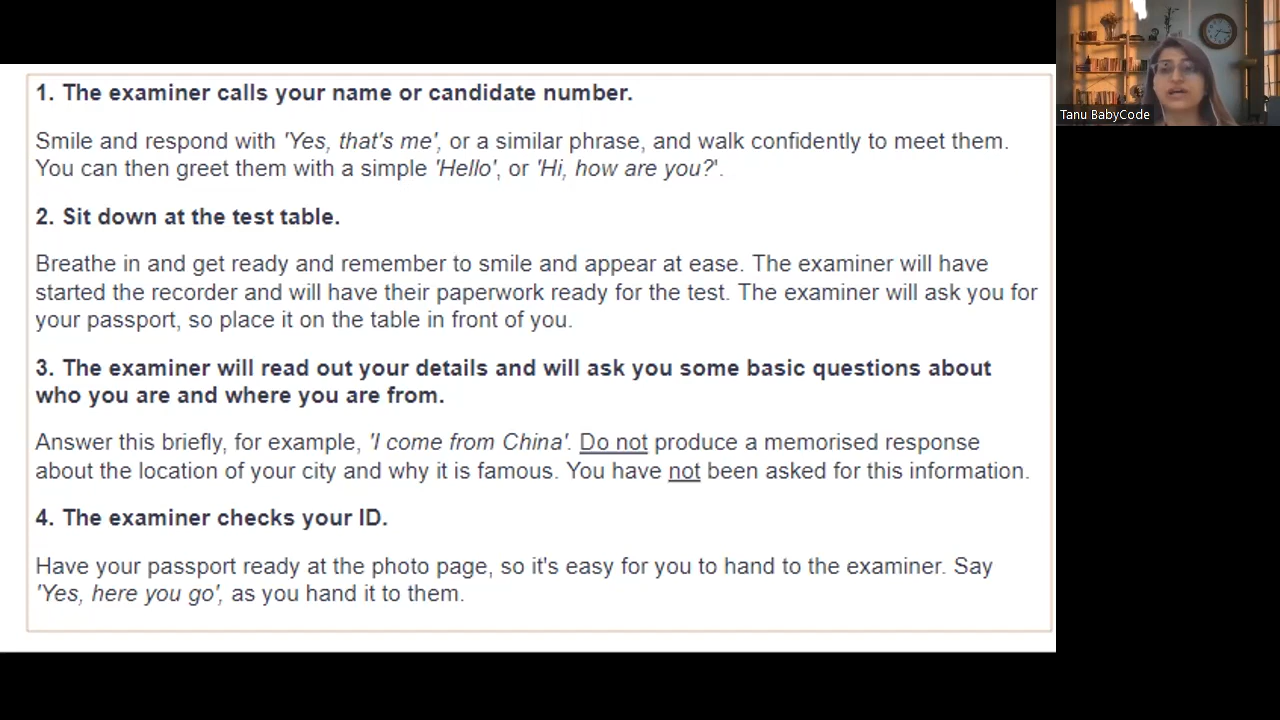 1. The examiner calls your name or candidate number.
Smile and respond with 'Yes, that's me', or a similar phrase, and walk confidently to meet them.
You can then greet them with a simple 'Hello', or 'Hi, how are you?'.
2. Sit down at the test table.
Breathe in and get ready and remember to smile and appear at ease. The examiner will have
started the recorder and will have their paperwork ready for the test. The examiner will ask you for
your passport, so place it on the table in front of you.
3. The examiner will read out your details and will ask you some basic questions about
who you are and where you are from.
Answer this briefly, for example, 'I come from China'. Do not produce a memorised response
about the location of your city and why it is famous. You have not been asked for this information.
4. The examiner checks your ID.
Have your passport ready at the photo page, so it's easy for you to hand to the examiner. Say
'Yes, here you go', as you hand it to them.
Tanu BabyCode